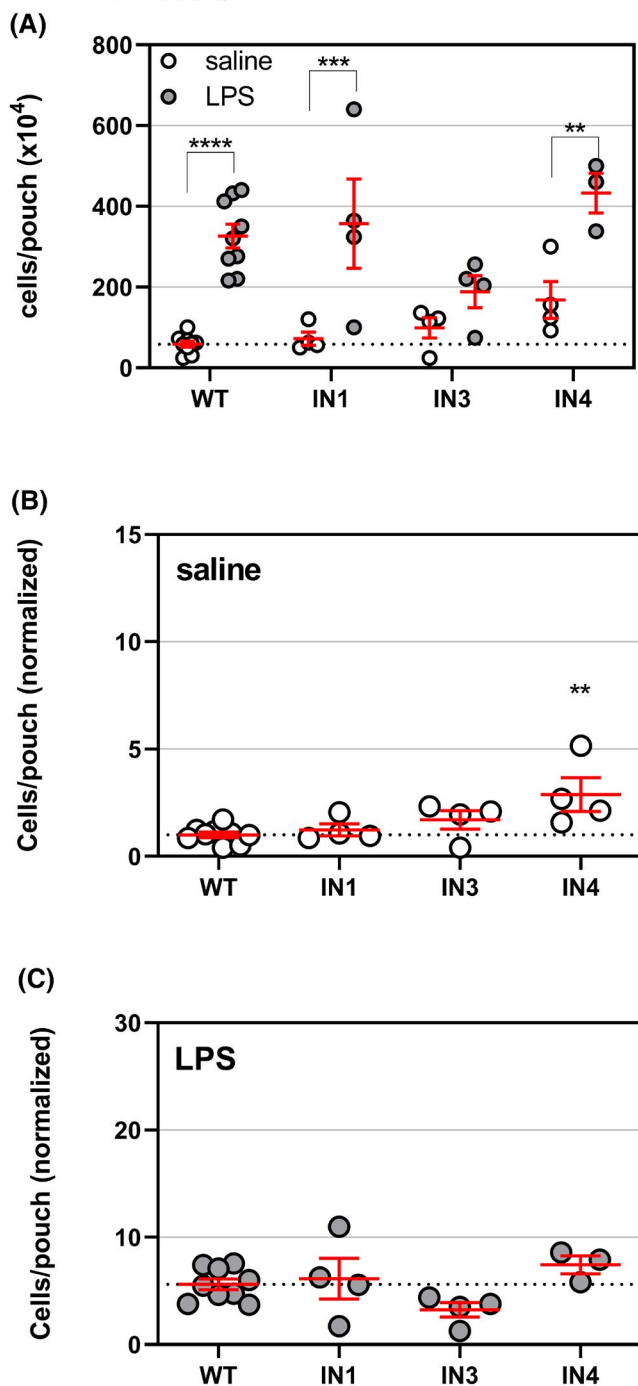 (A)
cells/pouch (x10⁴)
800
600
400
200
0
saline
LPS
****
***
**
WT IN1 IN3 IN4
(B)
Cells/pouch (normalized)
15
10
5
0
saline
**
WT IN1 IN3 IN4
(C)
Cells/pouch (normalized)
30
20
10
0
LPS
WT IN1 IN3 IN4